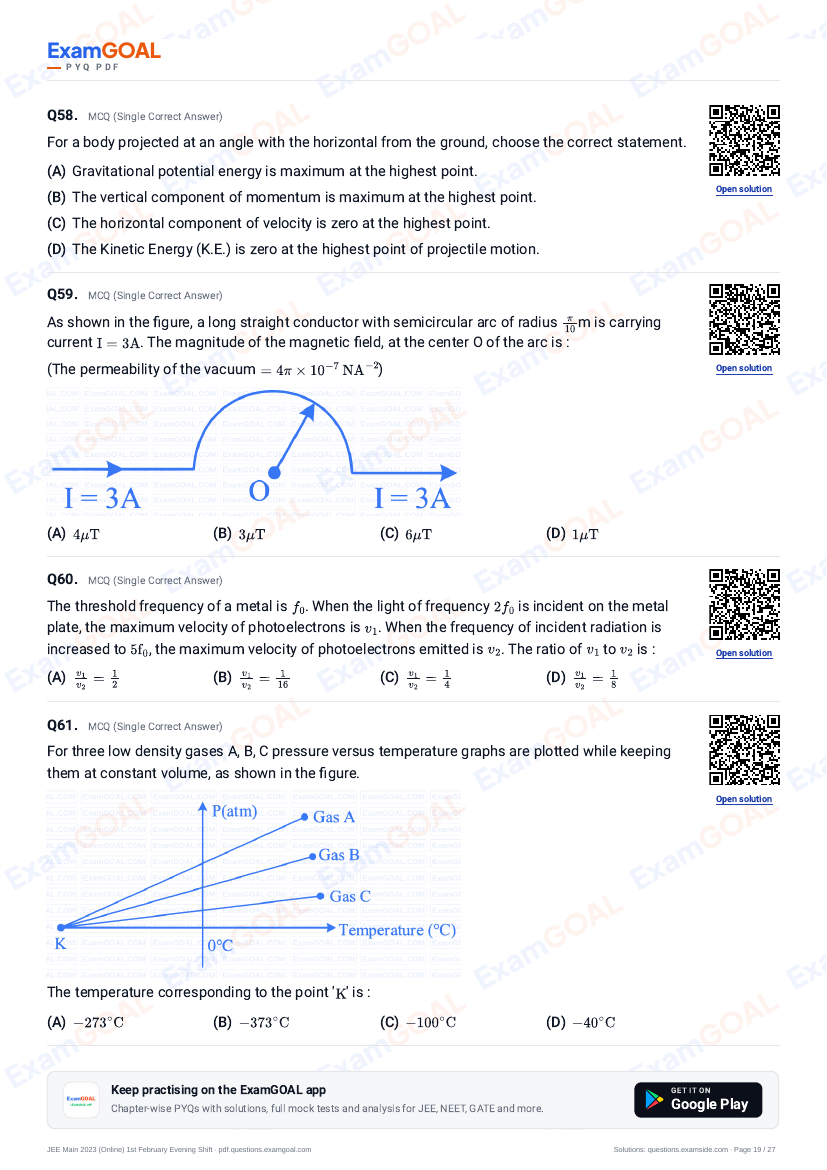 ExamGOAL
PYQ PDF
Q58. MCQ (Single Correct Answer)
For a body projected at an angle with the horizontal from the ground, choose the correct statement.
(A) Gravitational potential energy is maximum at the highest point.
(B) The vertical component of momentum is maximum at the highest point.
(C) The horizontal component of velocity is zero at the highest point.
(D) The Kinetic Energy (K.E.) is zero at the highest point of projectile motion.
Open solution
Q59. MCQ (Single Correct Answer)
As shown in the figure, a long straight conductor with semicircular arc of radius π/10 m is carrying
current I = 3A. The magnitude of the magnetic field, at the center O of the arc is :
(The permeability of the vacuum = 4π × 10⁻⁷ NA⁻²)
Open solution
I = 3A O I = 3A
(A) 4μT (B) 3μT (C) 6μT (D) 1μT
Q60. MCQ (Single Correct Answer)
The threshold frequency of a metal is f₀. When the light of frequency 2f₀ is incident on the metal
plate, the maximum velocity of photoelectrons is v₁. When the frequency of incident radiation is
increased to 5f₀, the maximum velocity of photoelectrons emitted is v₂. The ratio of v₁ to v₂ is :
Open solution
(A) v₁/v₂ = 1/2 (B) v₁/v₂ = 1/16 (C) v₁/v₂ = 1/4 (D) v₁/v₂ = 1/8
Q61. MCQ (Single Correct Answer)
For three low density gases A, B, C pressure versus temperature graphs are plotted while keeping
them at constant volume, as shown in the figure.
Open solution
P(atm)
Gas A
Gas B
Gas C
Temperature (°C)
K 0°C
The temperature corresponding to the point 'K' is :
(A) −273°C (B) −373°C (C) −100°C (D) −40°C
ExamGOAL
Keep practising on the ExamGOAL app
Chapter-wise PYQs with solutions, full mock tests and analysis for JEE, NEET, GATE and more.
GET IT ON
Google Play
JEE Main 2023 (Online) 1st February Evening Shift · pdf.questions.examgoal.com
Solutions: questions.examside.com · Page 19 / 27